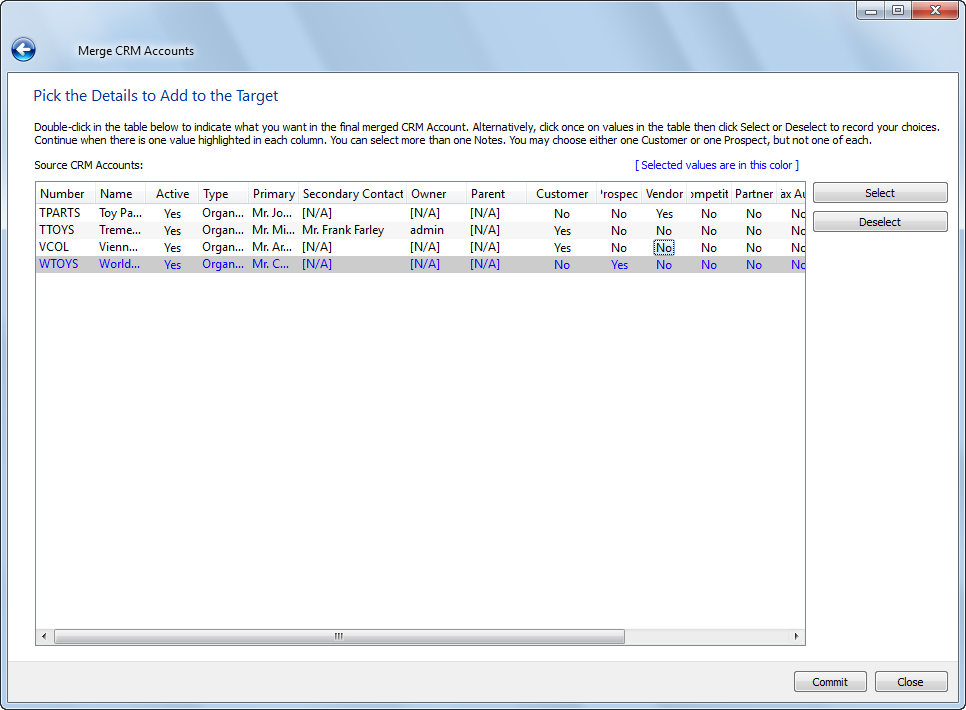 Merge CRM Accounts
Pick the Details to Add to the Target
Double-click in the table below to indicate what you want in the final merged CRM Account. Alternatively, click once on values in the table then click Select or Deselect to record your choices.
Continue when there is one value highlighted in each column. You can select more than one Notes. You may choose either one Customer or one Prospect, but not one of each.
Source CRM Accounts: [ Selected values are in this color ]
Number Name Active Type Primary Secondary Contact Owner Parent Customer Prospec Vendor ompetit Partner ax Au
TPARTS Toy Pa... Yes Organ... Mr. Jo... [N/A] [N/A] [N/A] No No Yes No No No
TTOYS Treme... Yes Organ... Mr. Mi... Mr. Frank Farley admin [N/A] Yes No No No No No
VCOL Vienn... Yes Organ... Mr. Ar... [N/A] [N/A] [N/A] Yes No No No No No
WTOYS World... Yes Organ... Mr. C... [N/A] [N/A] [N/A] No Yes No No No No
Select
Deselect
Commit Close